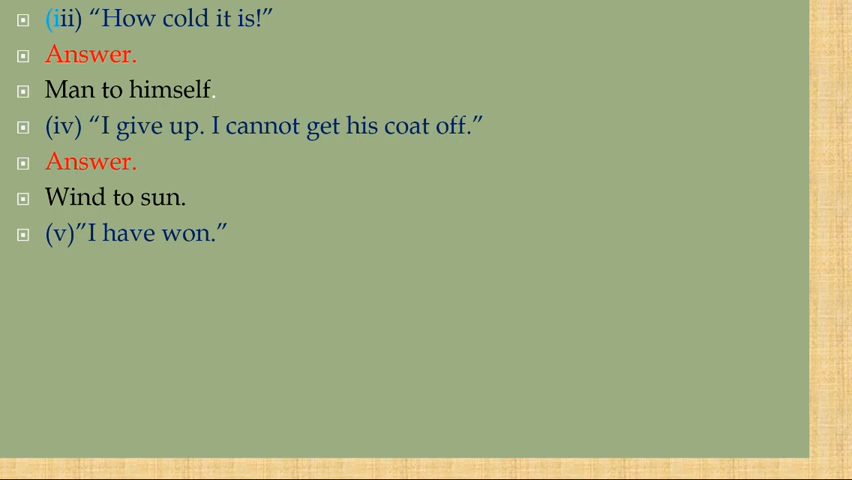 (iii) “How cold it is!”
Answer.
Man to himself.
(iv) “I give up. I cannot get his coat off.”
Answer.
Wind to sun.
(v)”I have won.”